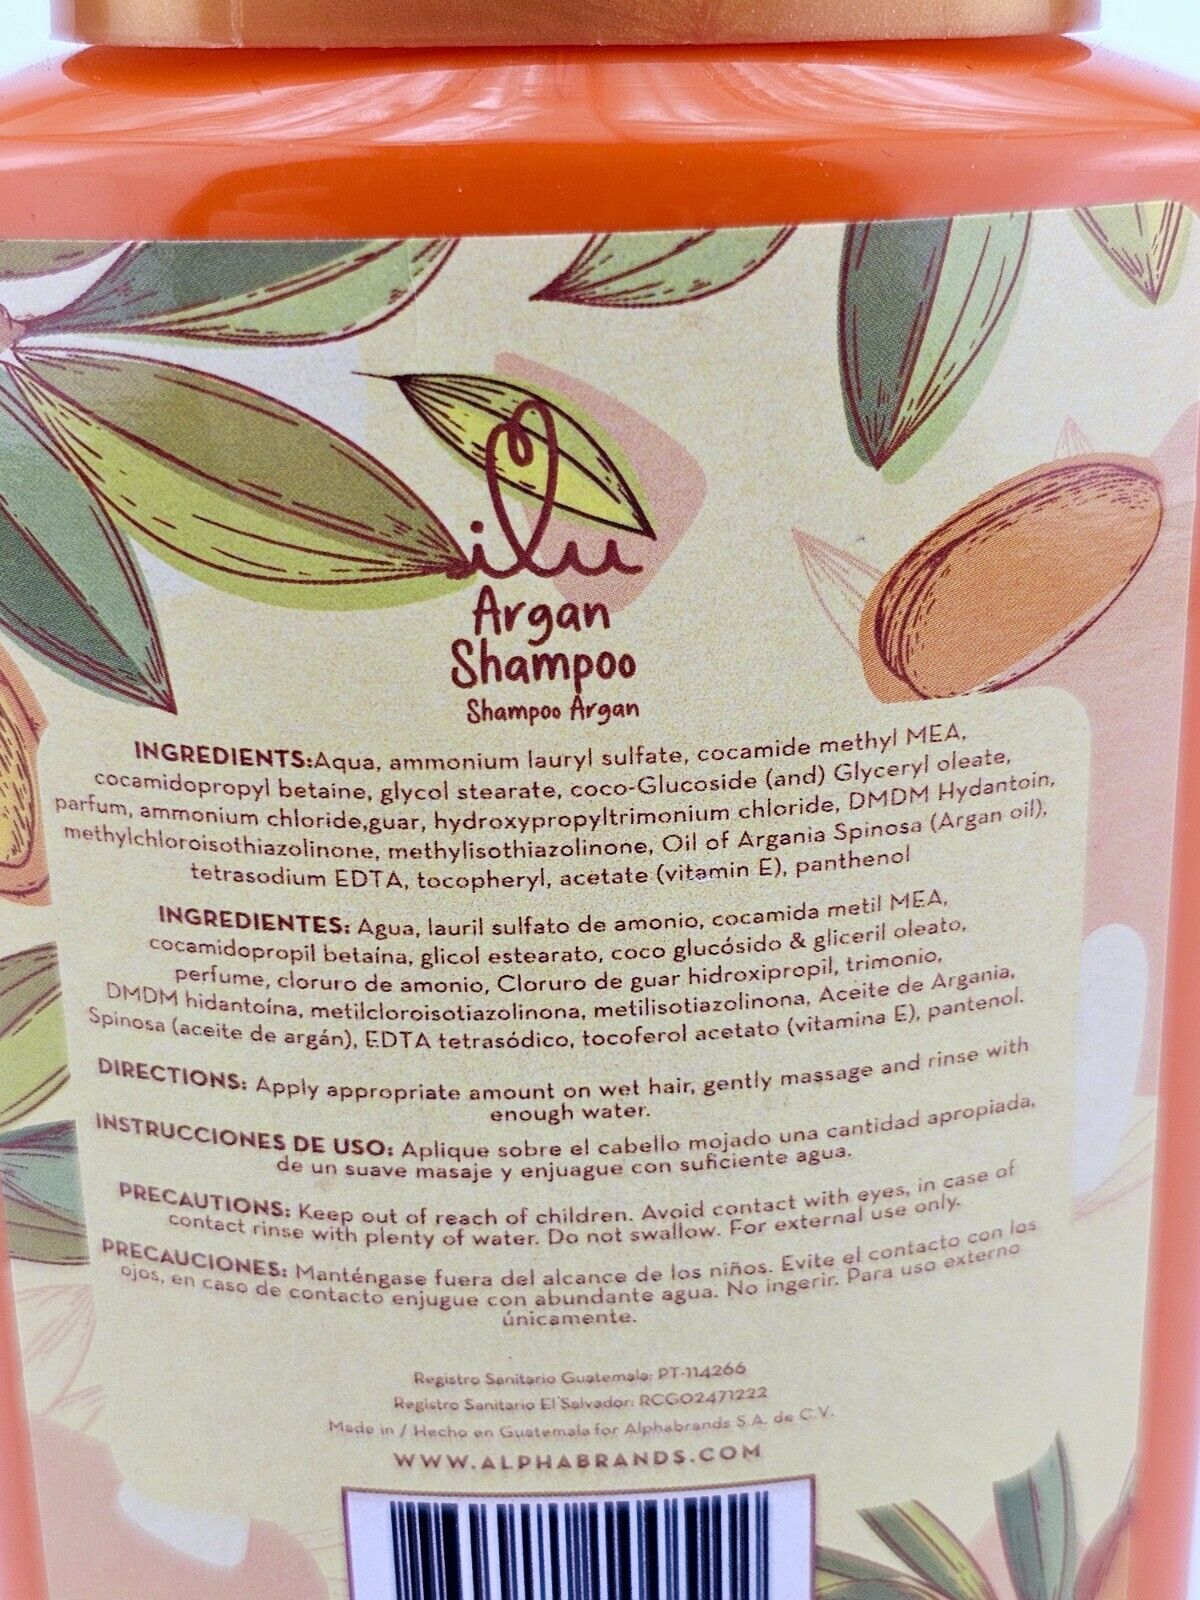 ilu
Argan
Shampoo
Shampoo Argan
INGREDIENTS:Aqua, ammonium lauryl sulfate, cocamide methyl MEA,
cocamidopropyl betaine, glycol stearate, coco-Glucoside (and) Glyceryl oleate,
parfum, ammonium chloride,guar, hydroxypropyltrimonium chloride, DMDM Hydantoin,
methylchloroisothiazolinone, methylisothiazolinone, Oil of Argania Spinosa (Argan oil),
tetrasodium EDTA, tocopheryl, acetate (vitamin E), panthenol
INGREDIENTES: Agua, lauril sulfato de amonio, cocamida metil MEA,
cocamidopropil betaína, glicol estearato, coco glucósido & gliceril oleato,
perfume, cloruro de amonio, Cloruro de guar hidroxipropil, trimonio,
DMDM hidantoína, metilcloroisotiazolinona, metilisotiazolinona, Aceite de Argania,
Spinosa (aceite de argán), EDTA tetrasódico, tocoferol acetato (vitamina E), pantenol.
DIRECTIONS: Apply appropriate amount on wet hair, gently massage and rinse with
enough water.
INSTRUCCIONES DE USO: Aplique sobre el cabello mojado una cantidad apropiada,
de un suave masaje y enjuague con suficiente agua.
PRECAUTIONS: Keep out of reach of children. Avoid contact with eyes, in case of
contact rinse with plenty of water. Do not swallow. For external use only.
PRECAUCIONES: Manténgase fuera del alcance de los niños. Evite el contacto con los
ojos, en caso de contacto enjugue con abundante agua. No ingerir. Para uso externo
únicamente.
Registro Sanitario Guatemala: PT-114266
Registro Sanitario El Salvador: RCGO2471222
Made in / Hecho en Guatemala for Alphabrands S.A. de C.V.
WWW.ALPHABRANDS.COM